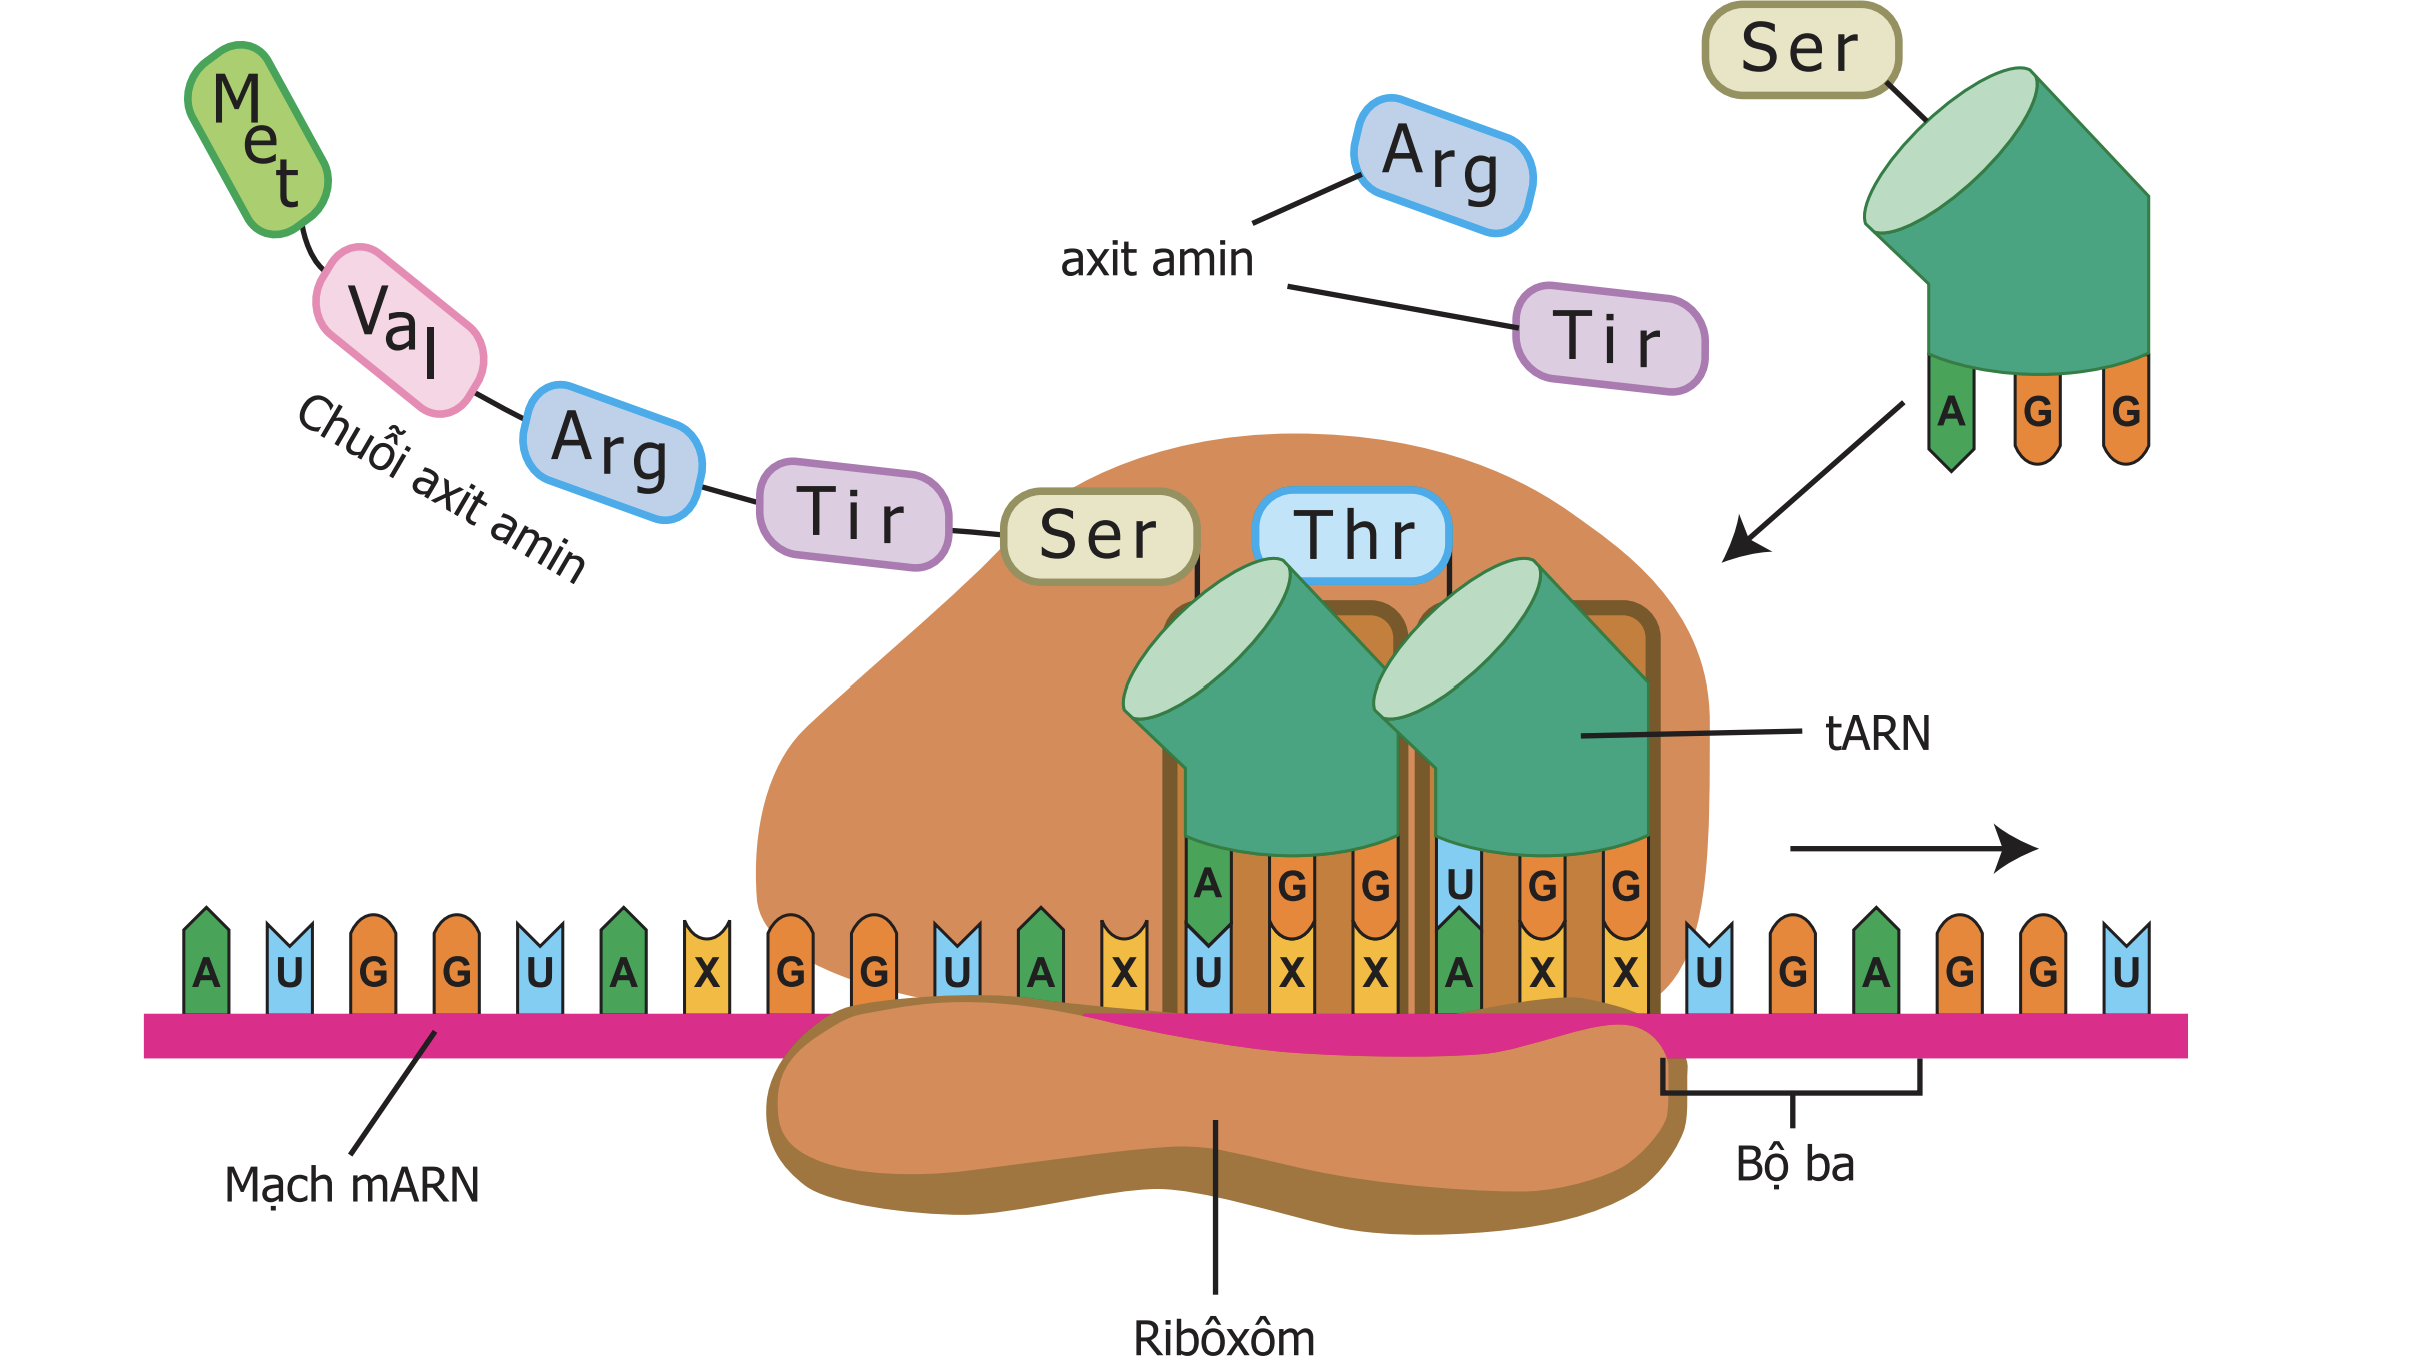 Ser
Met
Arg
axit amin
Val
Tir
Chuỗi axit amin
Arg
A G G
Tir
Ser
Thr
tARN
A G G U G G
A U G G U A X G G U A X U X X A X X U G A G G U
Mạch mARN
Bộ ba
Ribôxôm